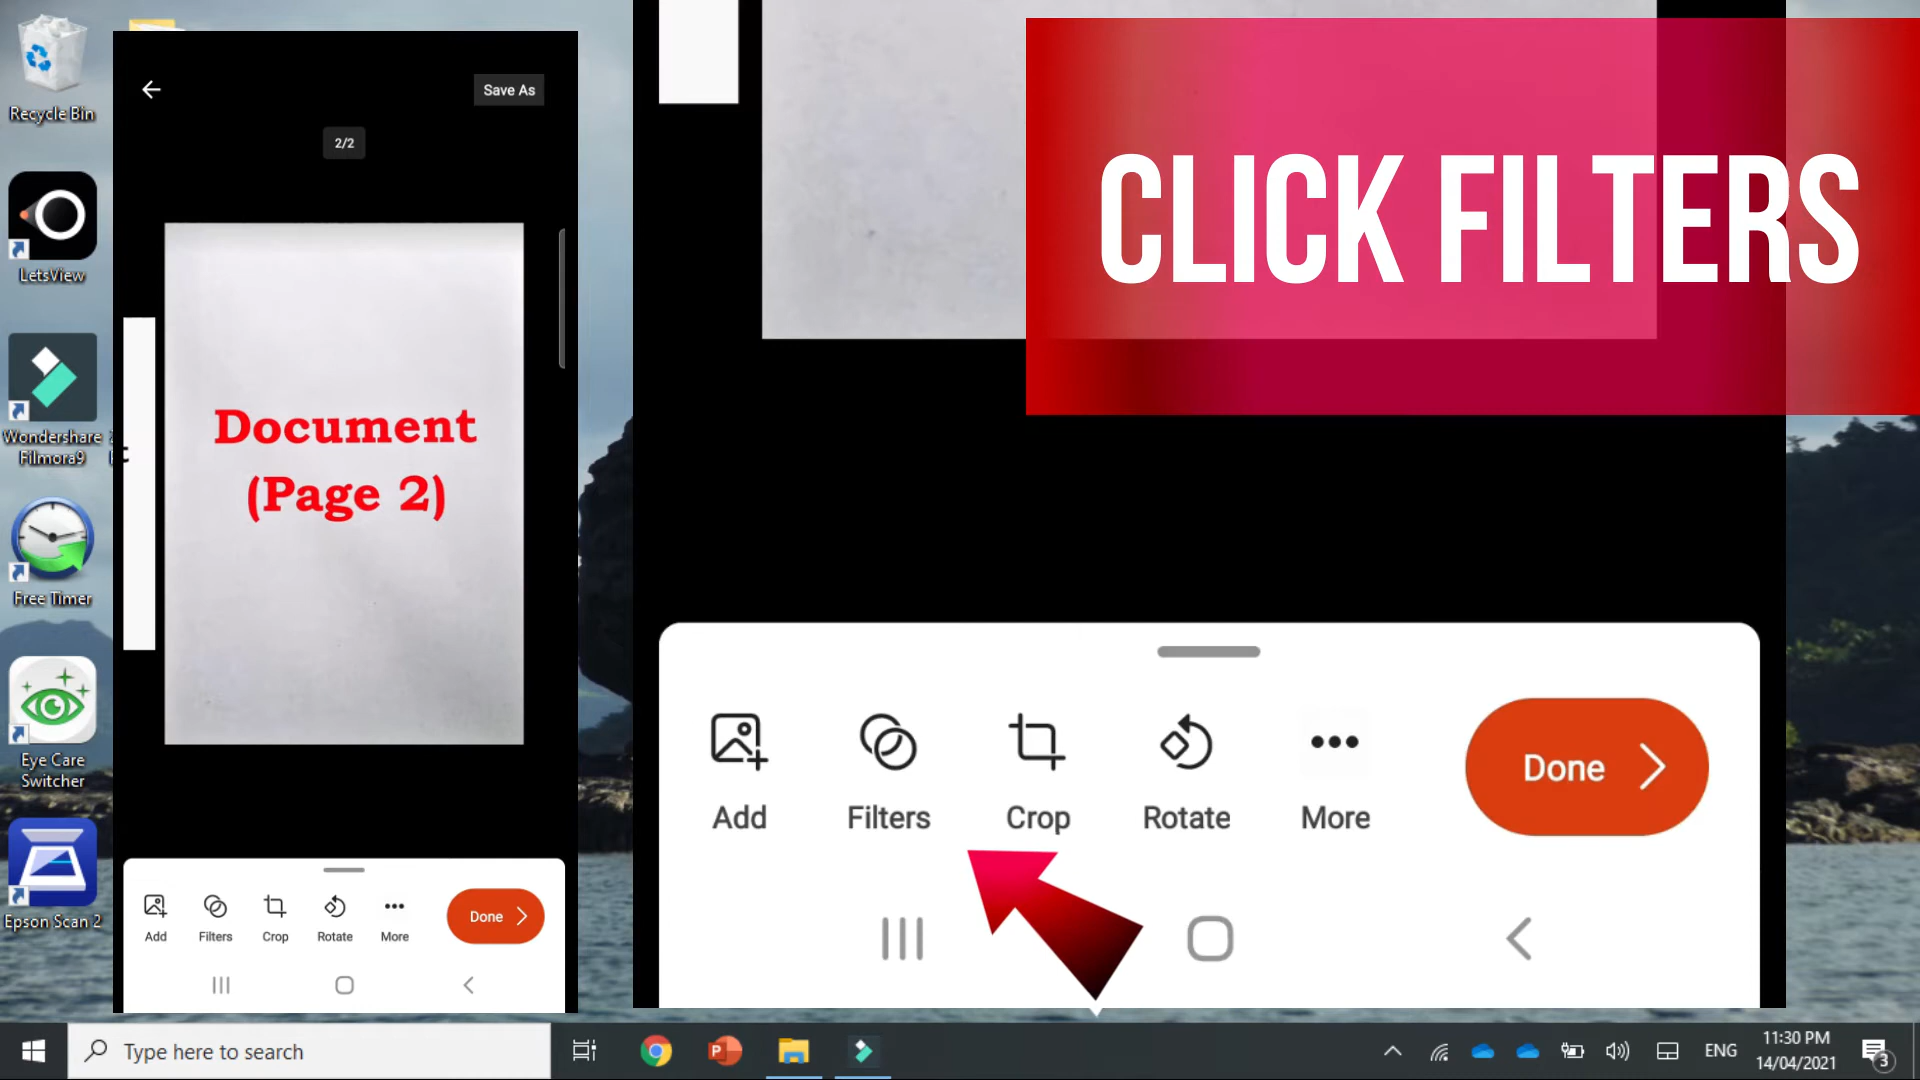 Recycle Bin
LetsView
Wondershare
Filmora9
Free Timer
Eye Care
Switcher
Epson Scan 2
Save As
2/2
Document
(Page 2)
Add
Filters
Crop
Rotate
More
Done
CLICK FILTERS
Add
Filters
Crop
Rotate
More
Done
Type here to search
P
ENG
11:30 PM
14/04/2021
3